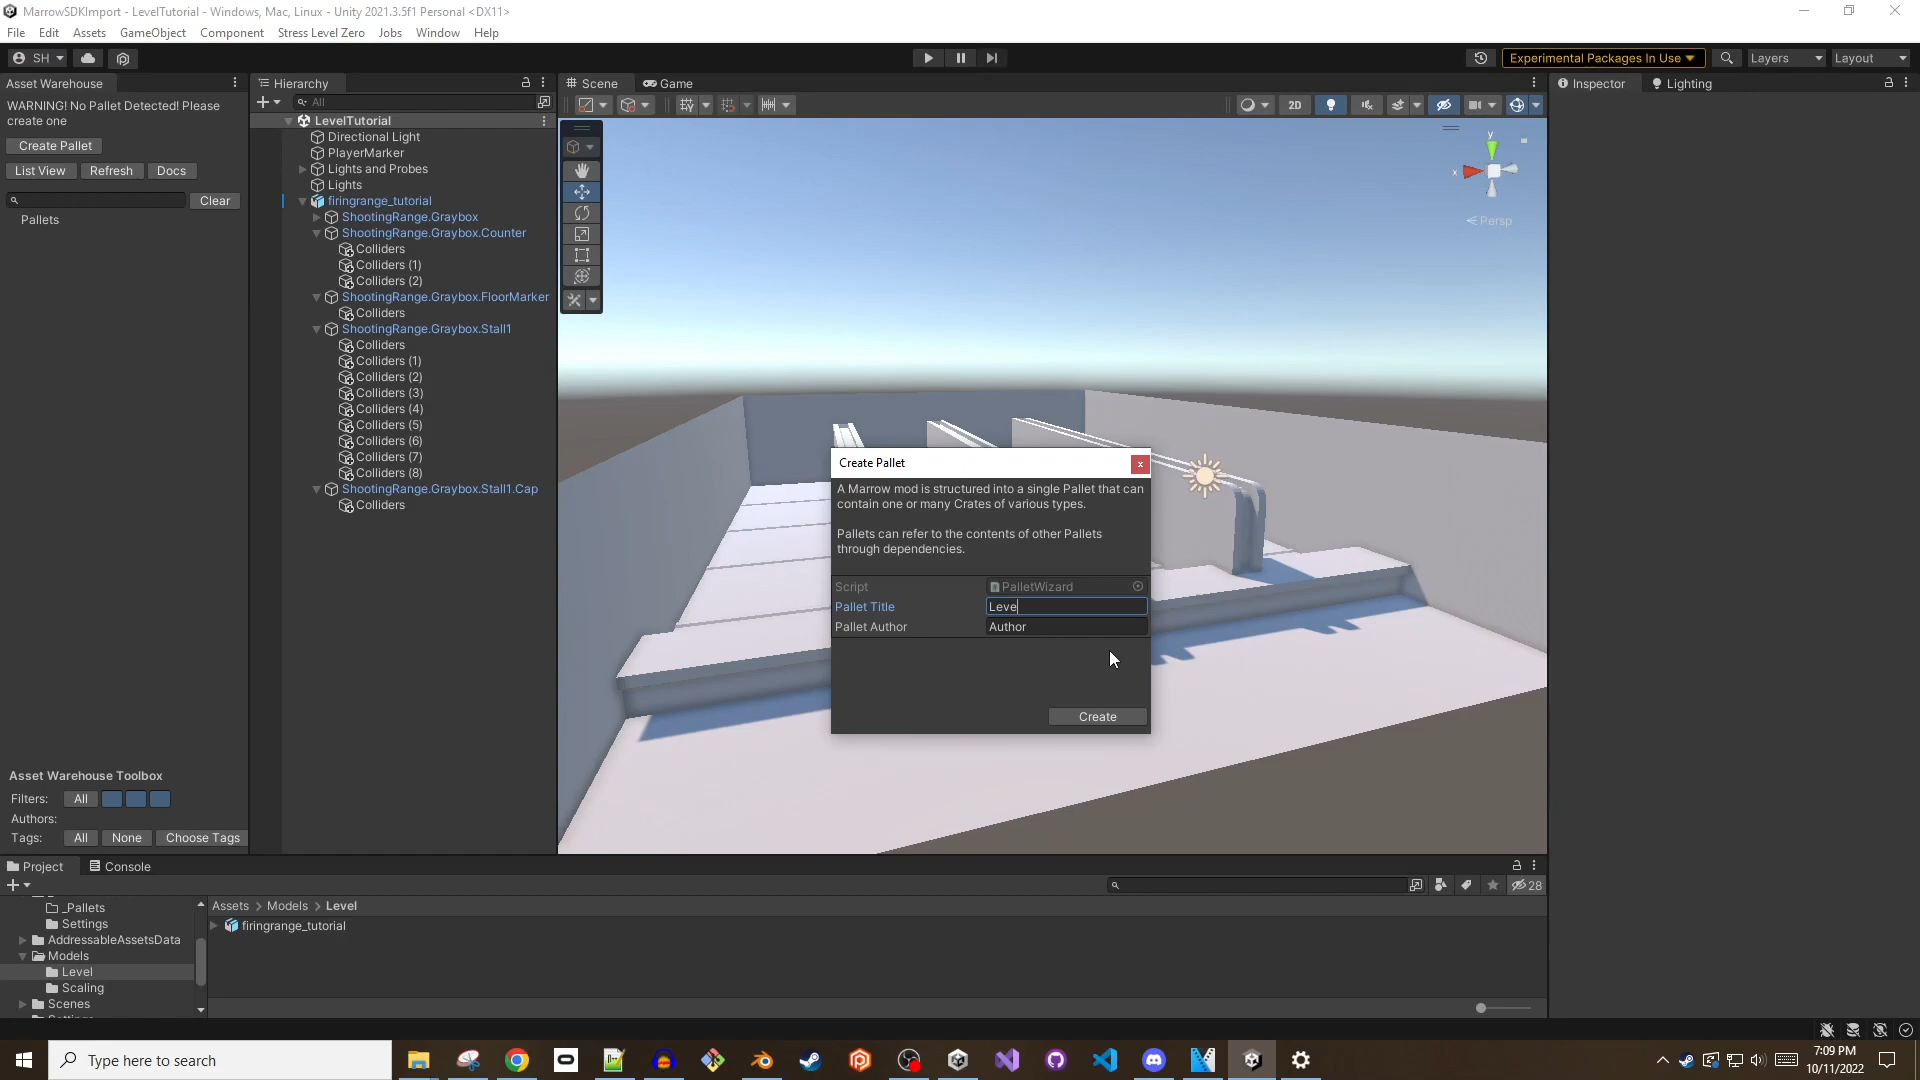 MarrowSDKImport - LevelTutorial - Windows, Mac, Linux - Unity 2021.3.5f1 Personal <DX11>
File Edit Assets GameObject Component Stress Level Zero Jobs Window Help
SH
Experimental Packages In Use
Layers
Layout
Asset Warehouse
WARNING! No Pallet Detected! Please
create one
Create Pallet
List View Refresh Docs
Clear
Pallets
Hierarchy
All
LevelTutorial
Directional Light
PlayerMarker
Lights and Probes
Lights
firingrange_tutorial
ShootingRange.Graybox
ShootingRange.Graybox.Counter
Colliders
Colliders (1)
Colliders (2)
ShootingRange.Graybox.FloorMarker
Colliders
ShootingRange.Graybox.Stall1
Colliders
Colliders (1)
Colliders (2)
Colliders (3)
Colliders (4)
Colliders (5)
Colliders (6)
Colliders (7)
Colliders (8)
ShootingRange.Graybox.Stall1.Cap
Colliders
Scene Game
2D
y
x
Persp
Create Pallet
x
A Marrow mod is structured into a single Pallet that can
contain one or many Crates of various types.
Pallets can refer to the contents of other Pallets
through dependencies.
Script PalletWizard
Pallet Title Leve
Pallet Author Author
Create
Inspector Lighting
Asset Warehouse Toolbox
Filters: All
Authors:
Tags: All None Choose Tags
Project Console
28
_Pallets
Settings
AddressableAssetsData
Models
Level
Scaling
Scenes
Assets > Models > Level
firingrange_tutorial
Type here to search
7:09 PM
10/11/2022